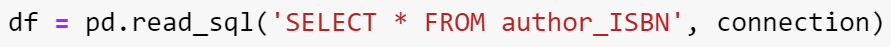 df = pd.read_sql('SELECT * FROM author_ISBN', connection)